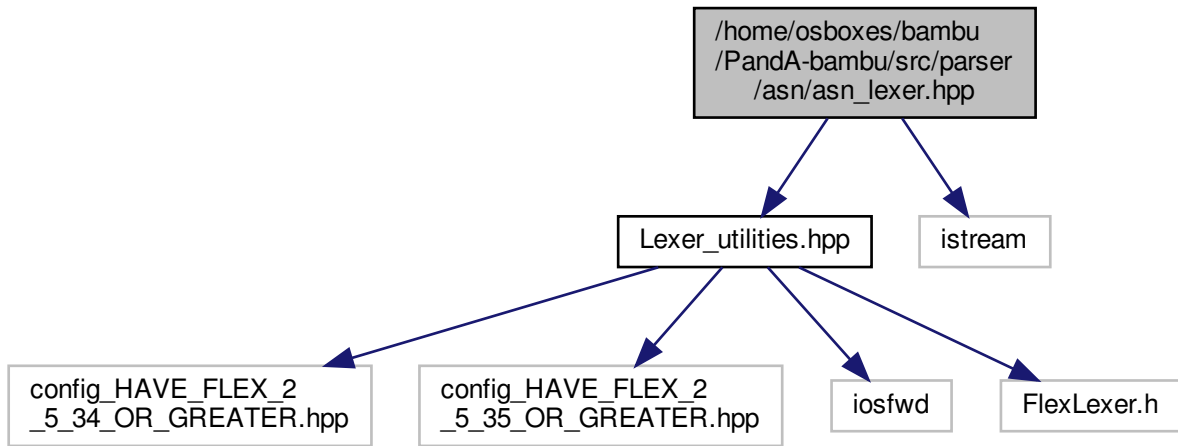 /home/osboxes/bambu
/PandA-bambu/src/parser
/asn/asn_lexer.hpp
Lexer_utilities.hpp
istream
config_HAVE_FLEX_2
_5_34_OR_GREATER.hpp
config_HAVE_FLEX_2
_5_35_OR_GREATER.hpp
iosfwd
FlexLexer.h